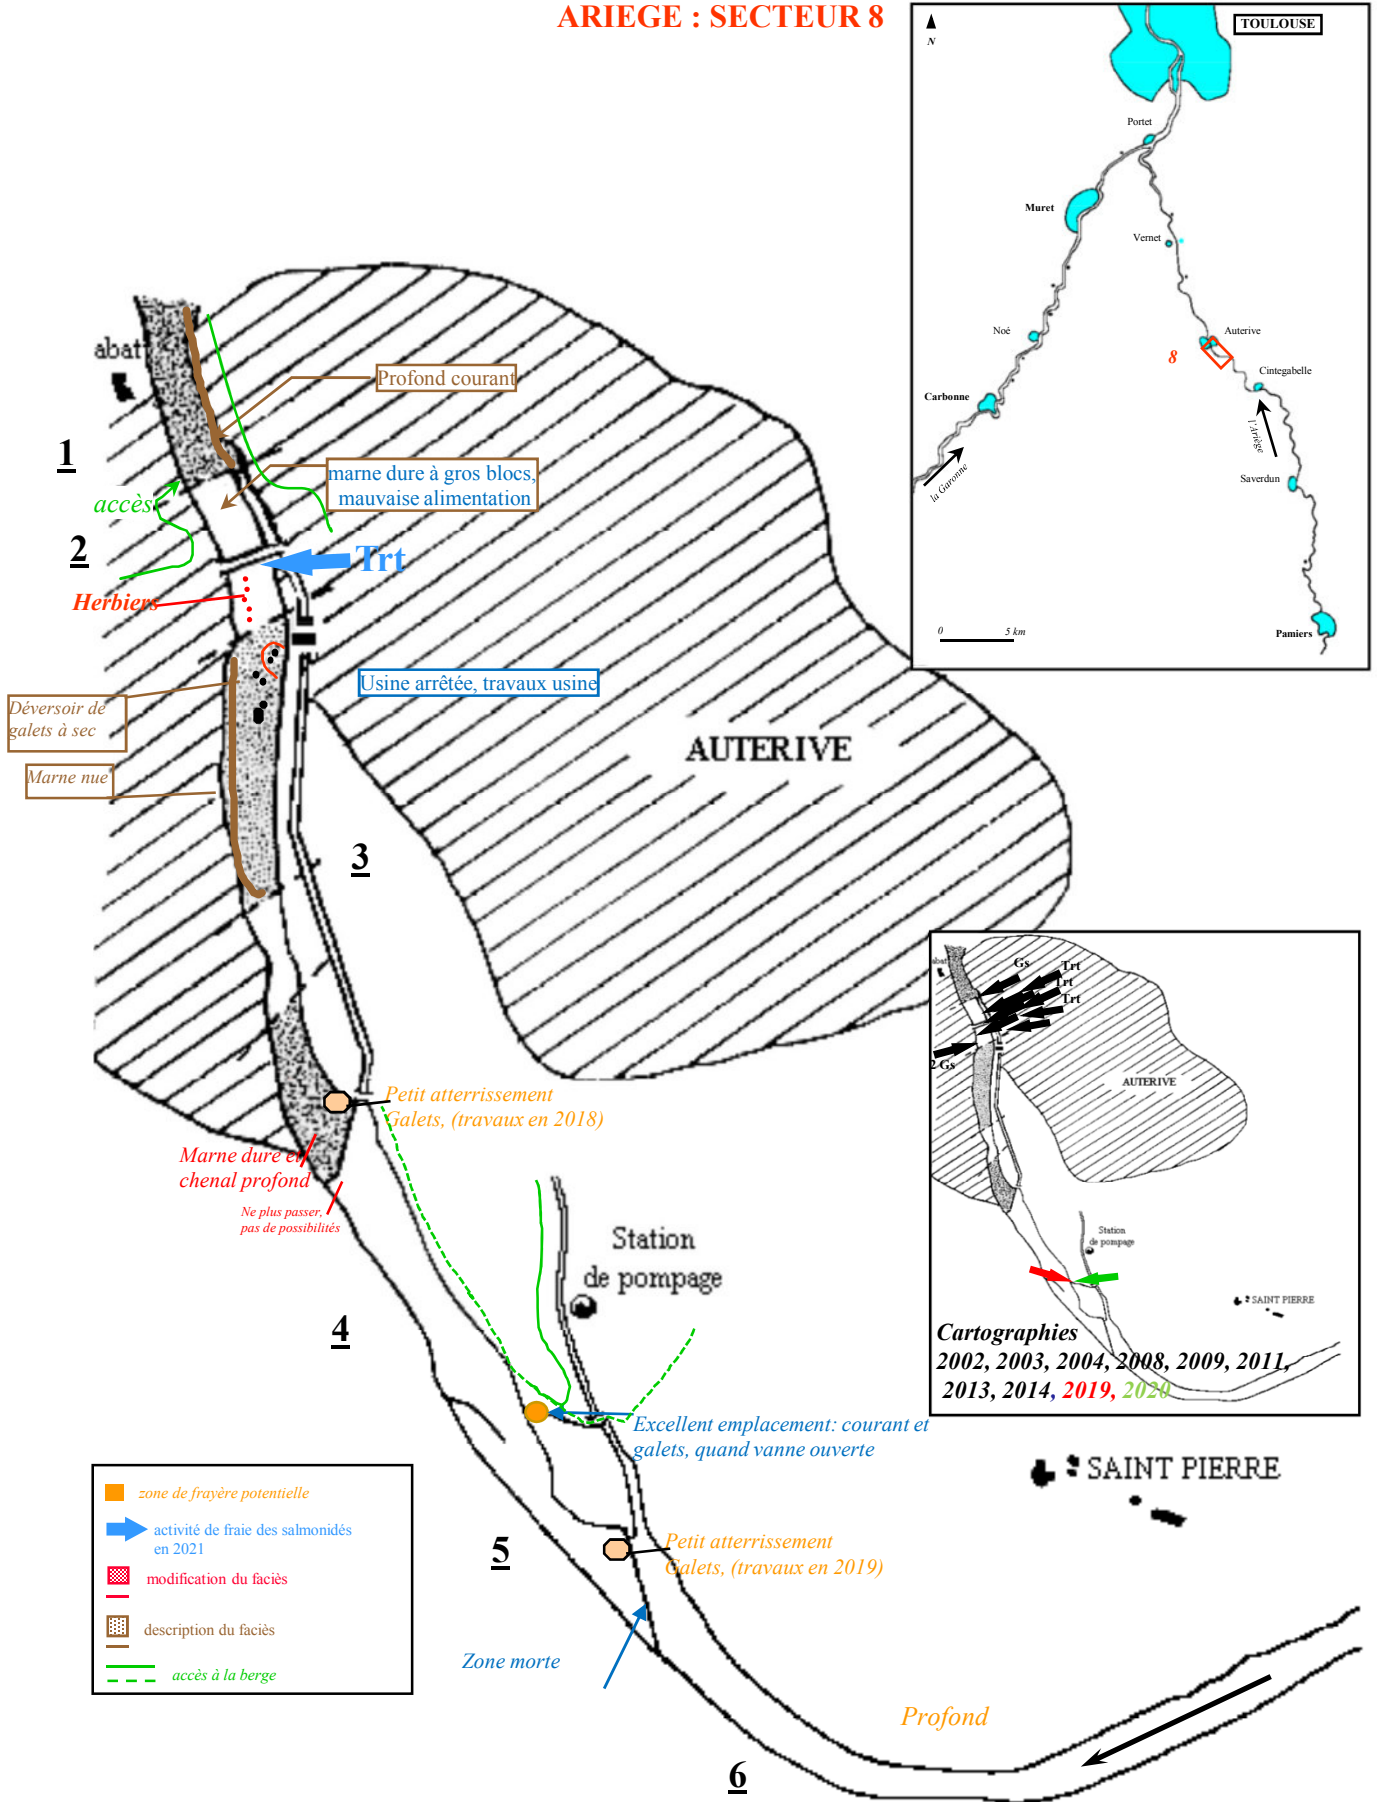 ARIEGE : SECTEUR 8
TOULOUSE
N
Portet
Muret
Vernet
Noé
Auterive
8
Cintegabelle
Carbonne
l'Ariège
la Garonne
Saverdun
0 5 km
Pamiers
abat
Profond courant
1
marne dure à gros blocs,
mauvaise alimentation
accès
2
Trt
Herbiers
Usine arrêtée, travaux usine
Déversoir de
galets à sec
Marne nue
AUTERIVE
3
Petit atterrissement
Galets, (travaux en 2018)
Marne dure et
chenal profond
Ne plus passer,
pas de possibilités
Station
de pompage
4
Excellent emplacement: courant et
galets, quand vanne ouverte
abat
Gs
Trt
Trt
Trt
2 Gs
AUTERIVE
Station
de pompage
SAINT PIERRE
Cartographies
2002, 2003, 2004, 2008, 2009, 2011,
2013, 2014, 2019, 2020
SAINT PIERRE
zone de frayère potentielle
activité de fraie des salmonidés
en 2021
modification du faciès
description du faciès
accès à la berge
5
Petit atterrissement
Galets, (travaux en 2019)
Zone morte
Profond
6